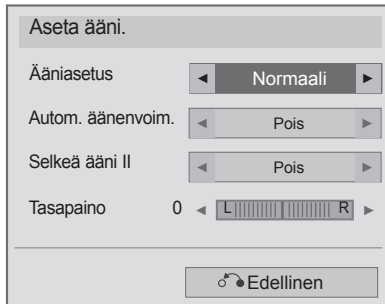 Aseta ääni.
Ääniasetus ◄ Normaali ►
Autom. äänenvoim. ◄ Pois ►
Selkeä ääni II ◄ Pois ►
Tasapaino 0 ◄ L R ►
Edellinen